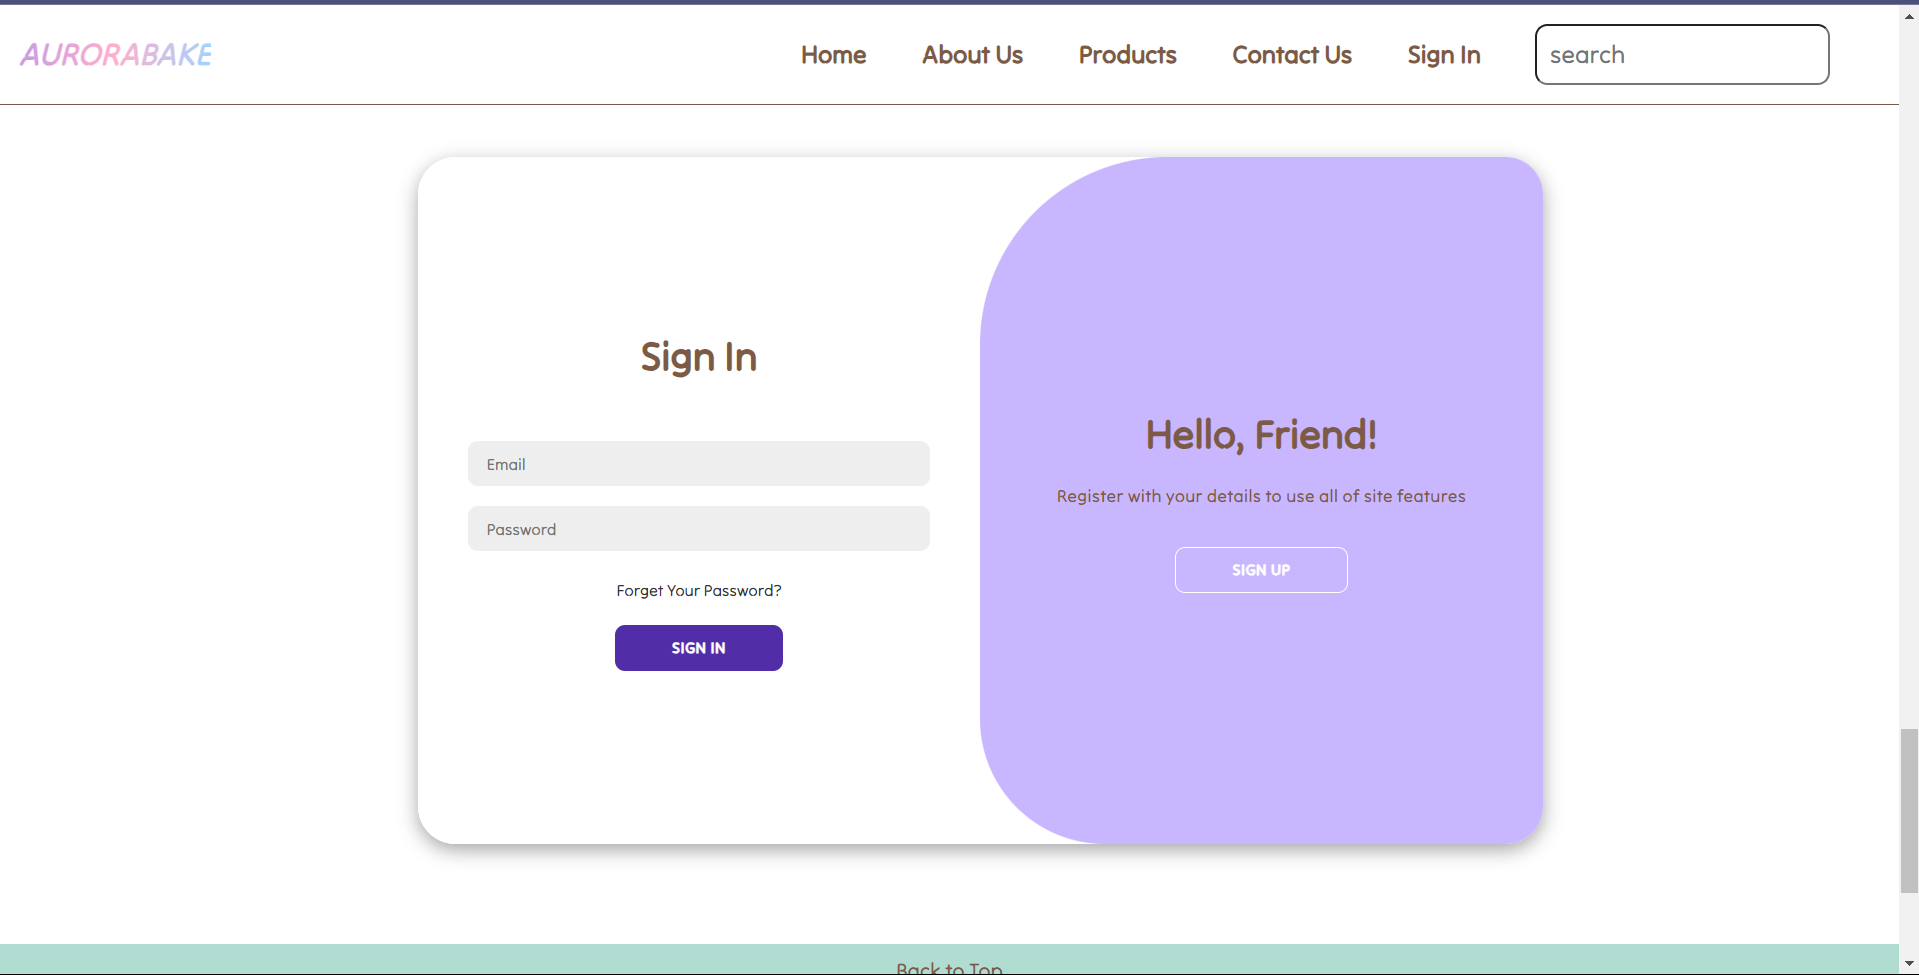 AURORABAKE
Home About Us Products Contact Us Sign In search
Sign In
Email
Password
Forget Your Password?
SIGN IN
Hello, Friend!
Register with your details to use all of site features
SIGN UP
Back to Top